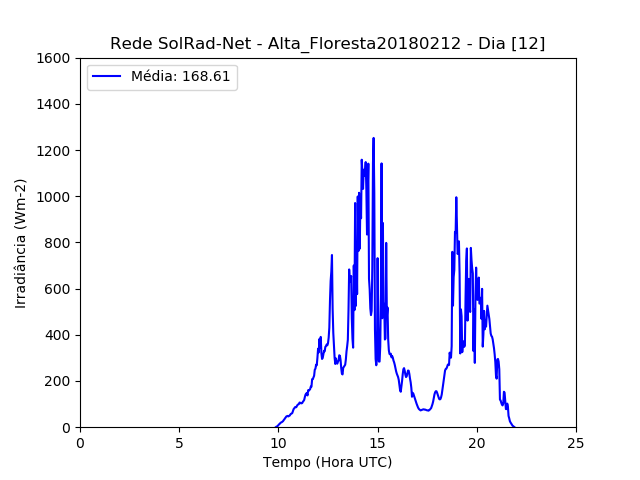 Rede SolRad-Net - Alta_Floresta20180212 - Dia [12]
Média: 168.61
Irradiância (Wm-2)
1600
1400
1200
1000
800
600
400
200
0
0 5 10 15 20 25
Tempo (Hora UTC)